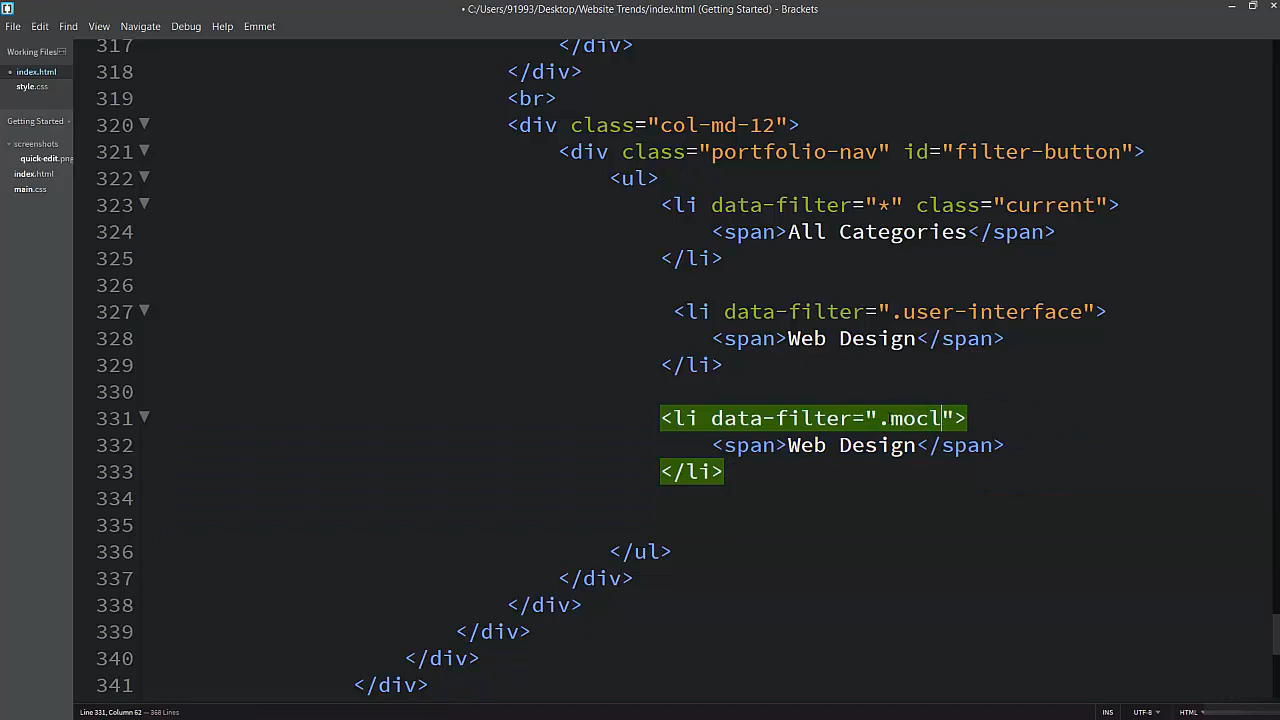 • C:/Users/91993/Desktop/Website Trends/index.html (Getting Started) - Brackets
File Edit Find View Navigate Debug Help Emmet
Working Files
• index.html
style.css
Getting Started
screenshots
quick-edit.png
index.html
main.css
317 </div>
318 </div>
319 <br>
320 <div class="col-md-12">
321 <div class="portfolio-nav" id="filter-button">
322 <ul>
323 <li data-filter="*" class="current">
324 <span>All Categories</span>
325 </li>
326
327 <li data-filter=".user-interface">
328 <span>Web Design</span>
329 </li>
330
331 <li data-filter=".mocl">
332 <span>Web Design</span>
333 </li>
334
335
336 </ul>
337 </div>
338 </div>
339 </div>
340 </div>
341 </div>
Line 331, Column 62 — 368 Lines
INS UTF-8 HTML